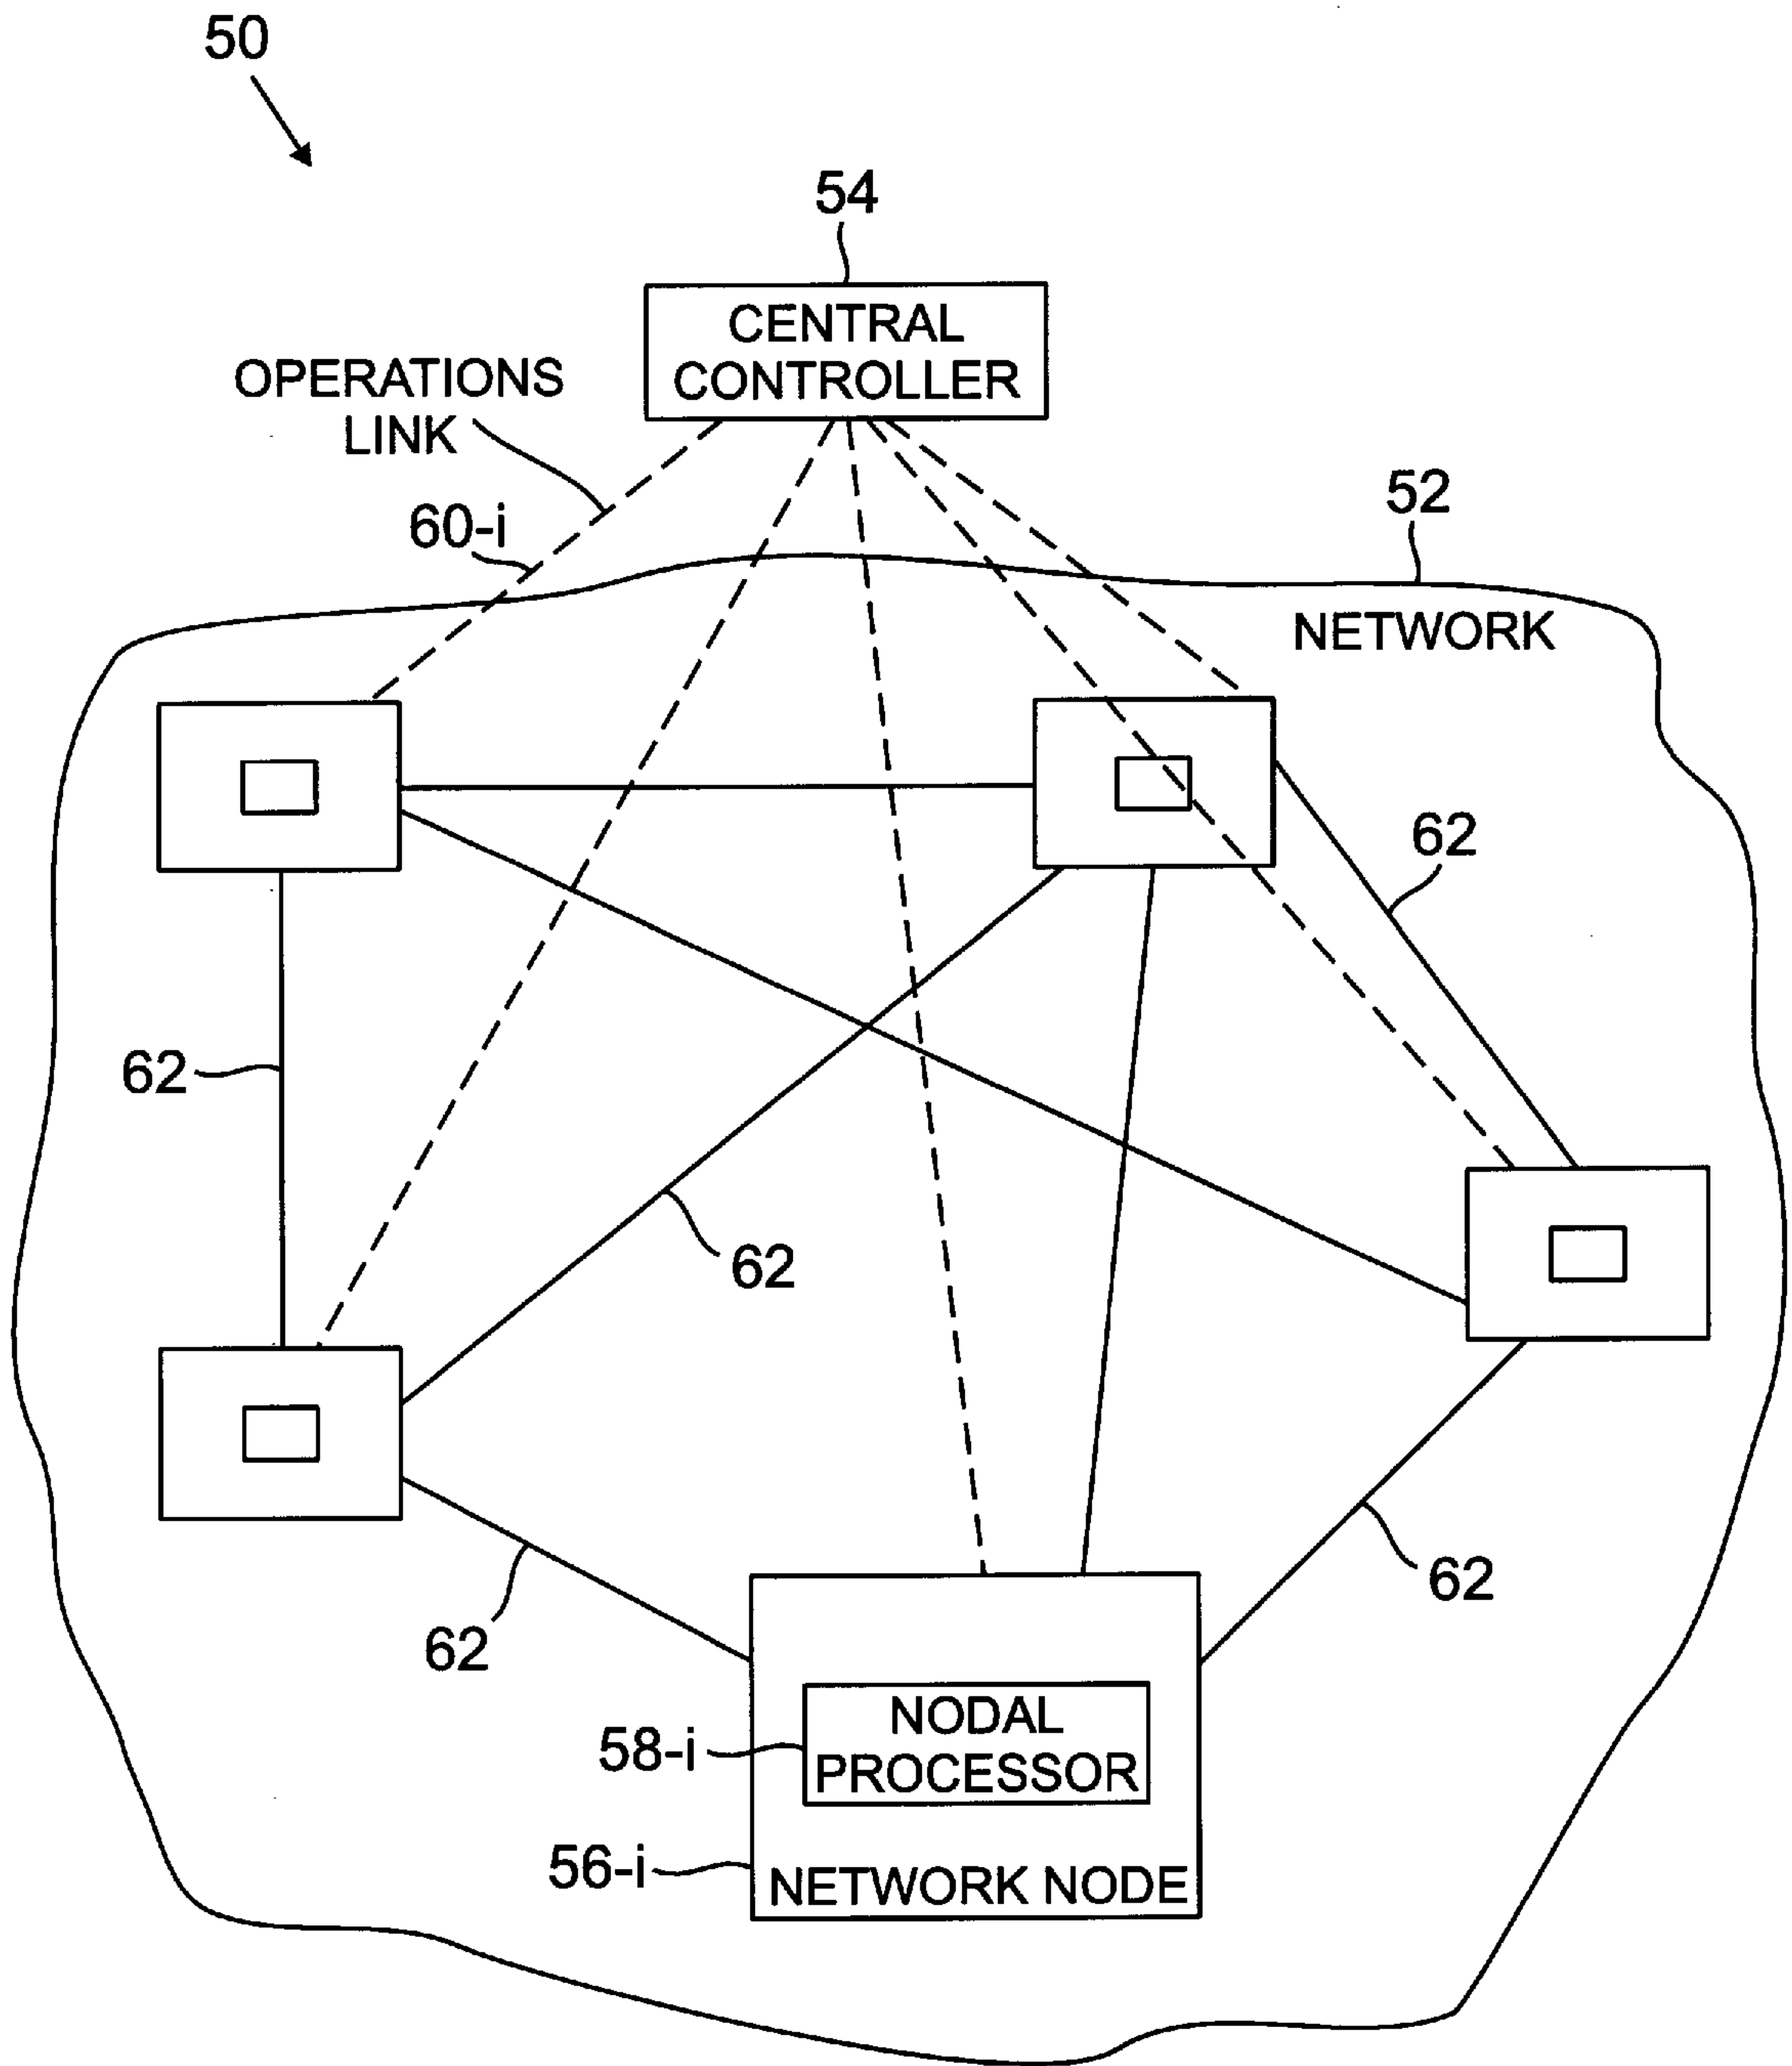 50
54
CENTRAL
CONTROLLER
OPERATIONS
LINK
60-i
52
NETWORK
62
62
62
62
62
NODAL
PROCESSOR
58-i
56-i
NETWORK NODE